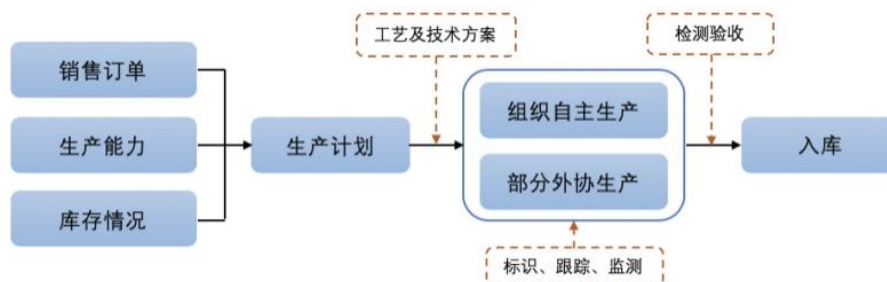 工艺及技术方案
检测验收
销售订单
生产能力
库存情况
生产计划
组织自主生产
部分外协生产
入库
标识、跟踪、监测